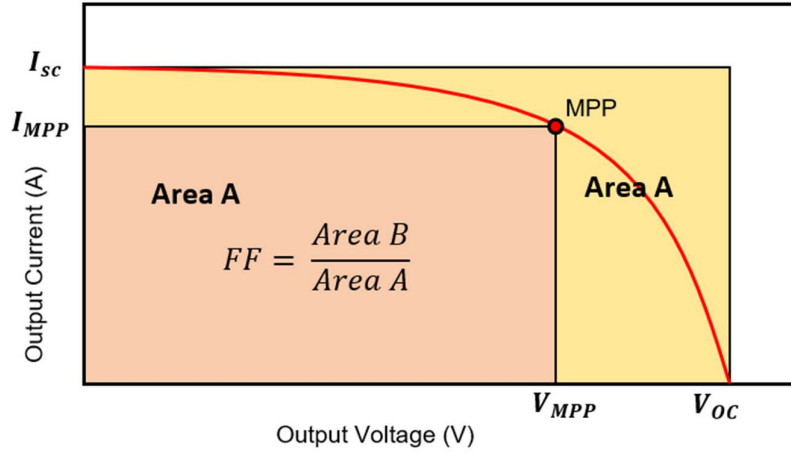 I_sc
I_MPP
MPP
Area A
Area A
FF = Area B / Area A
Output Current (A)
V_MPP
V_OC
Output Voltage (V)